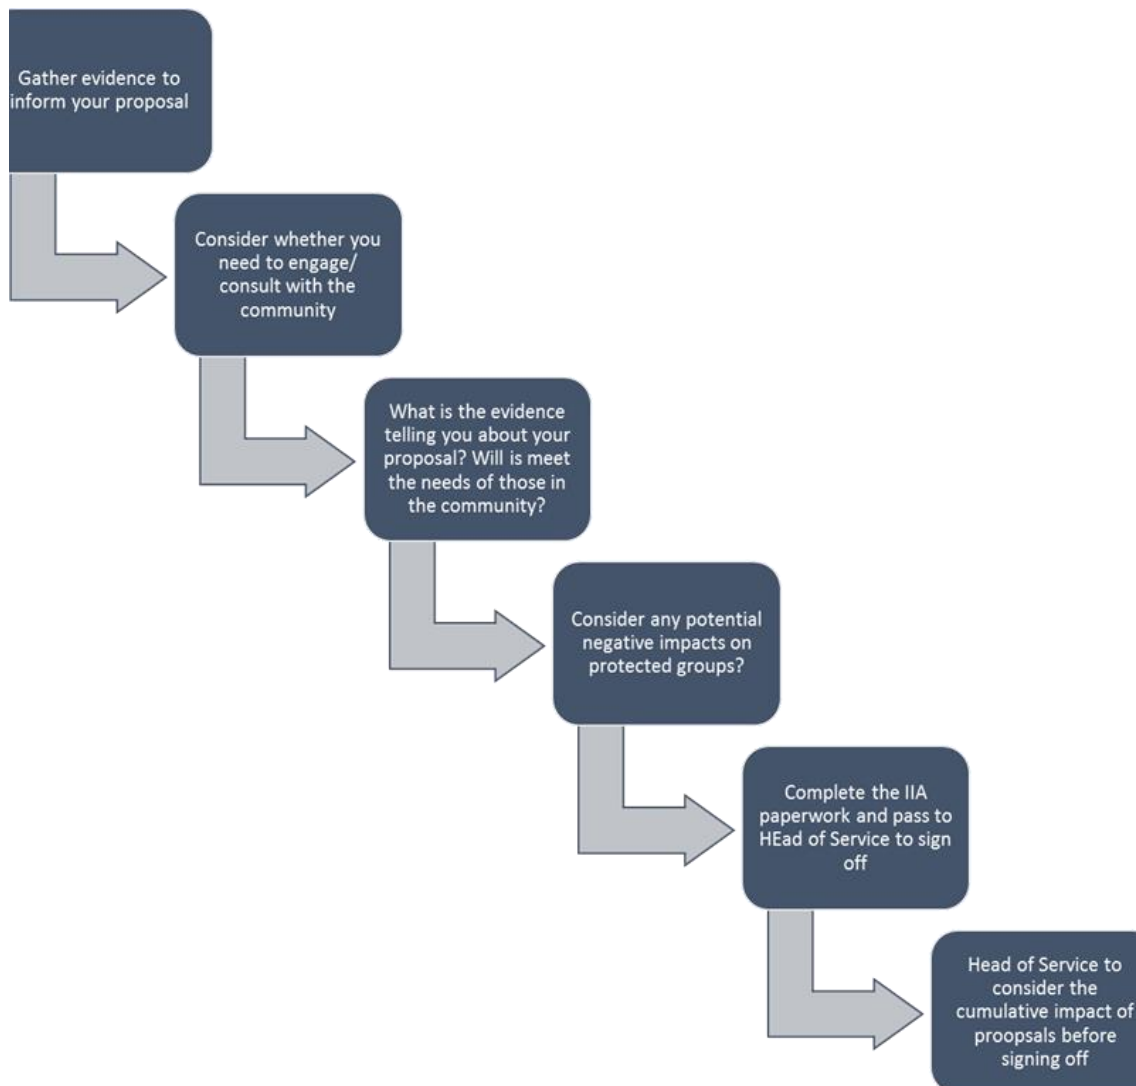 Gather evidence to
inform your proposal
Consider whether you
need to engage/
consult with the
community
What is the evidence
telling you about your
proposal? Will is meet
the needs of those in
the community?
Consider any potential
negative impacts on
protected groups?
Complete the IIA
paperwork and pass to
HEad of Service to sign
off
Head of Service to
consider the
cumulative impact of
proopsals before
signing off